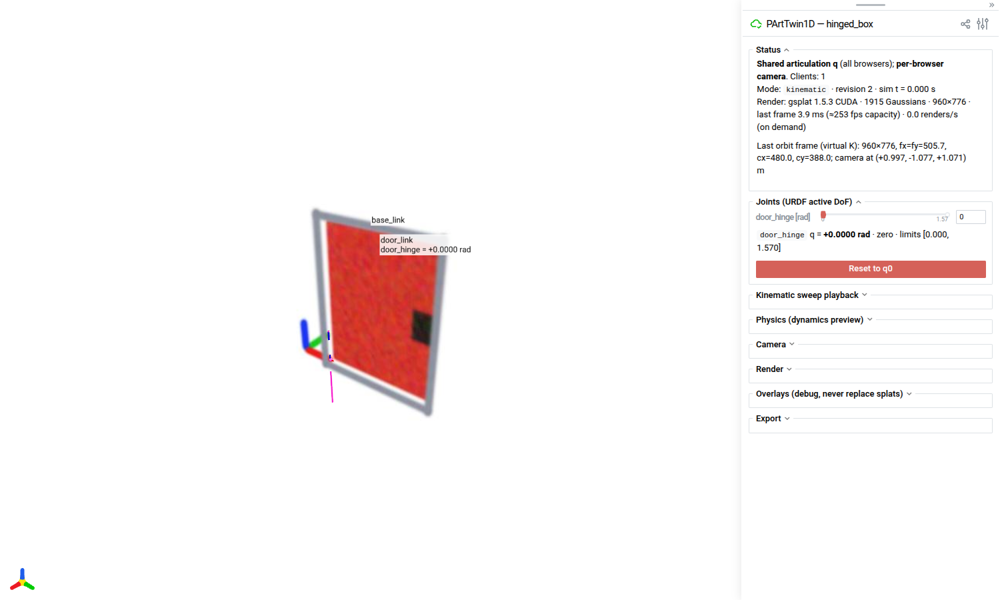 PArtTwin1D — hinged_box
Status
Shared articulation q (all browsers); per-browser
camera. Clients: 1
Mode: kinematic · revision 2 · sim t = 0.000 s
Render: gsplat 1.5.3 CUDA · 1915 Gaussians · 960×776 ·
last frame 3.9 ms (≈253 fps capacity) · 0.0 renders/s
(on demand)
Last orbit frame (virtual K): 960×776, fx=fy=505.7,
cx=480.0, cy=388.0; camera at (+0.997, -1.077, +1.071)
m
Joints (URDF active DoF)
door_hinge [rad]
0
1.57
0
door_hinge q = +0.0000 rad · zero · limits [0.000,
1.570]
Reset to q0
Kinematic sweep playback
Physics (dynamics preview)
Camera
Render
Overlays (debug, never replace splats)
Export
base_link
door_link
door_hinge = +0.0000 rad